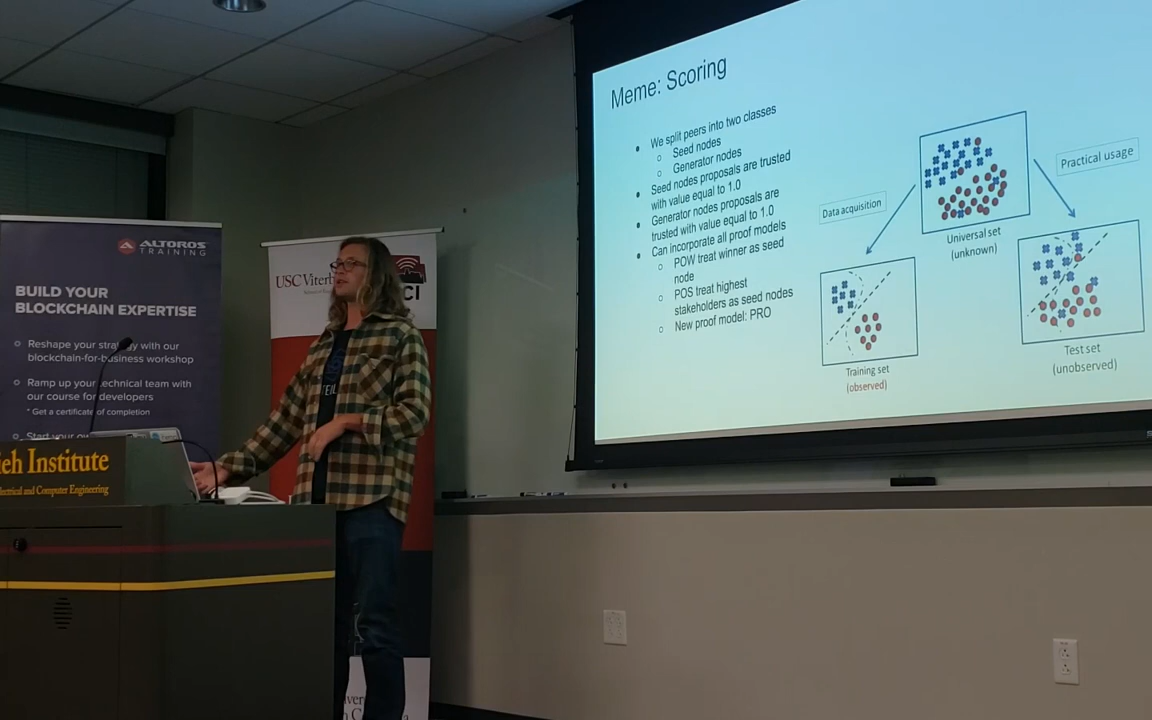 Meme: Scoring
We split peers into two classes
Seed nodes
Generator nodes
Seed nodes proposals are trusted
with value equal to 1.0
Generator nodes proposals are
trusted with value equal to 1.0
Can incorporate all proof models
POW treat winner as seed
node
POS treat highest
stakeholders as seed nodes
New proof model: PRO
Data acquisition
Practical usage
Universal set
(unknown)
Training set
(observed)
Test set
(unobserved)
ALTOROS
TRAINING
BUILD YOUR
BLOCKCHAIN EXPERTISE
Reshape your strategy with our
blockchain-for-business workshop
Ramp up your technical team with
our course for developers
* Get a certificate of completion
Start your
USC Viterbi
CI
Institute
Electrical and Computer Engineering